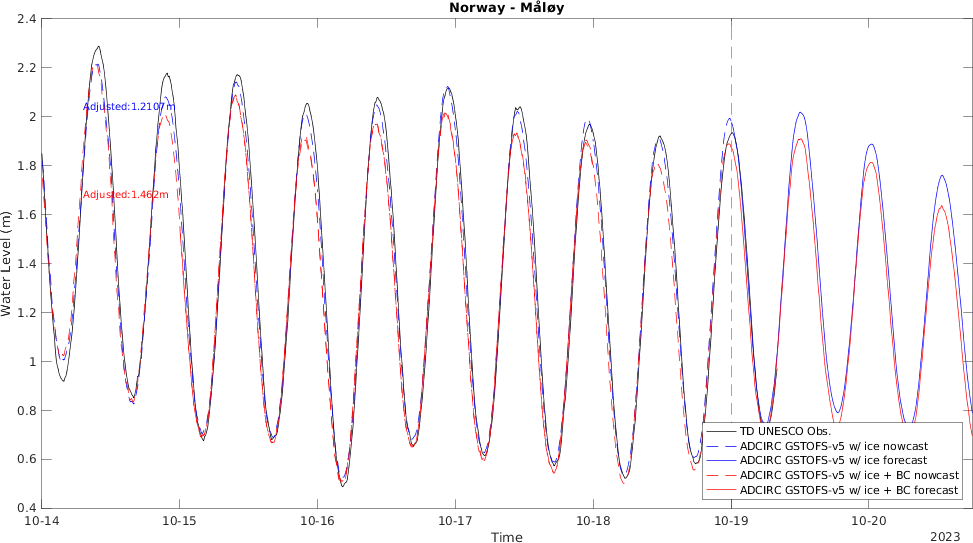 Norway - Måløy
2.4
2.2
2
1.8
1.6
1.4
1.2
1
0.8
0.6
0.4
Water Level (m)
Adjusted:1.2107m
Adjusted:1.462m
TD UNESCO Obs.
ADCIRC GSTOFS-v5 w/ ice nowcast
ADCIRC GSTOFS-v5 w/ ice forecast
ADCIRC GSTOFS-v5 w/ ice + BC nowcast
ADCIRC GSTOFS-v5 w/ ice + BC forecast
10-14 10-15 10-16 10-17 10-18 10-19 10-20
Time
2023